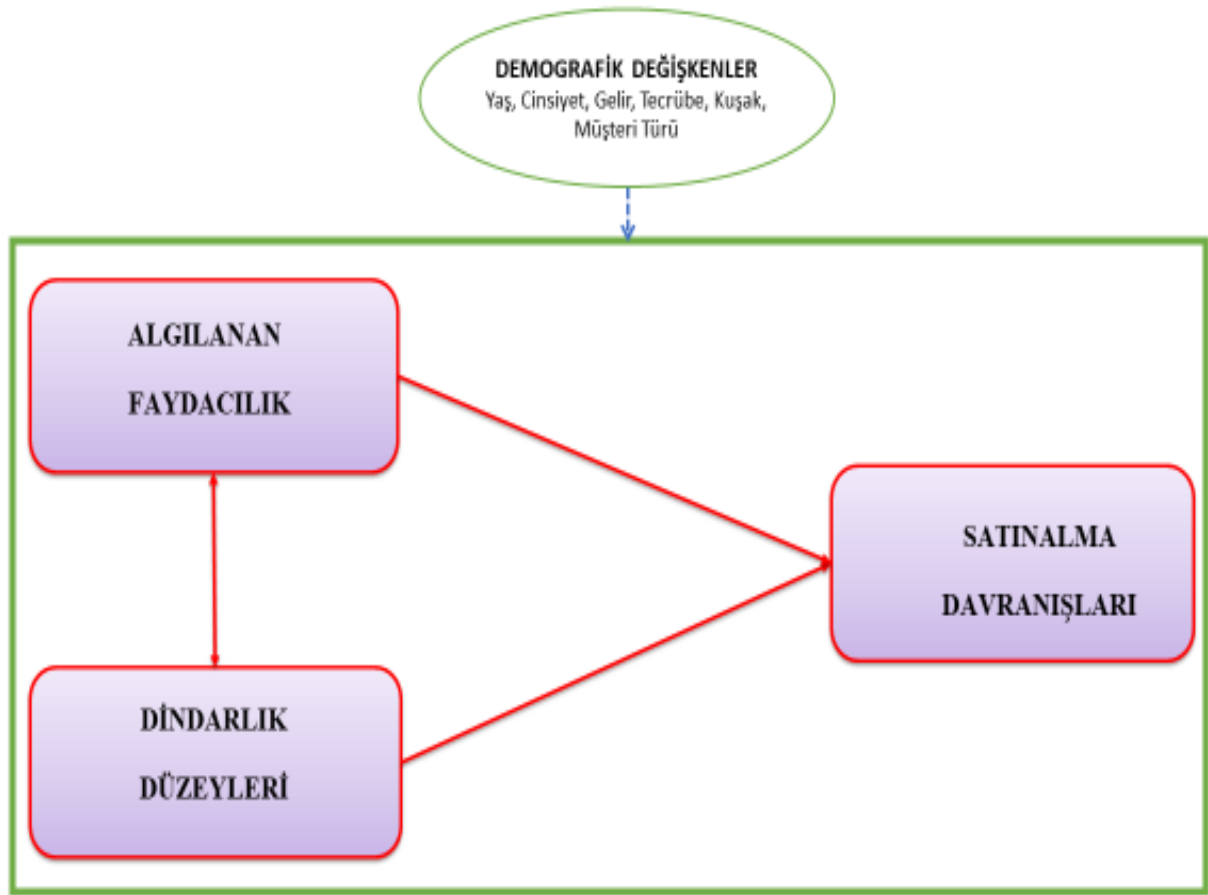 DEMOGRAFİK DEĞİŞKENLER
Yaş, Cinsiyet, Gelir, Tecrübe, Kuşak,
Müşteri Türü
ALGILANAN
FAYDACILIK
SATINALMA
DAVRANIŞLARI
DİNDARLIK
DÜZEYLERİ